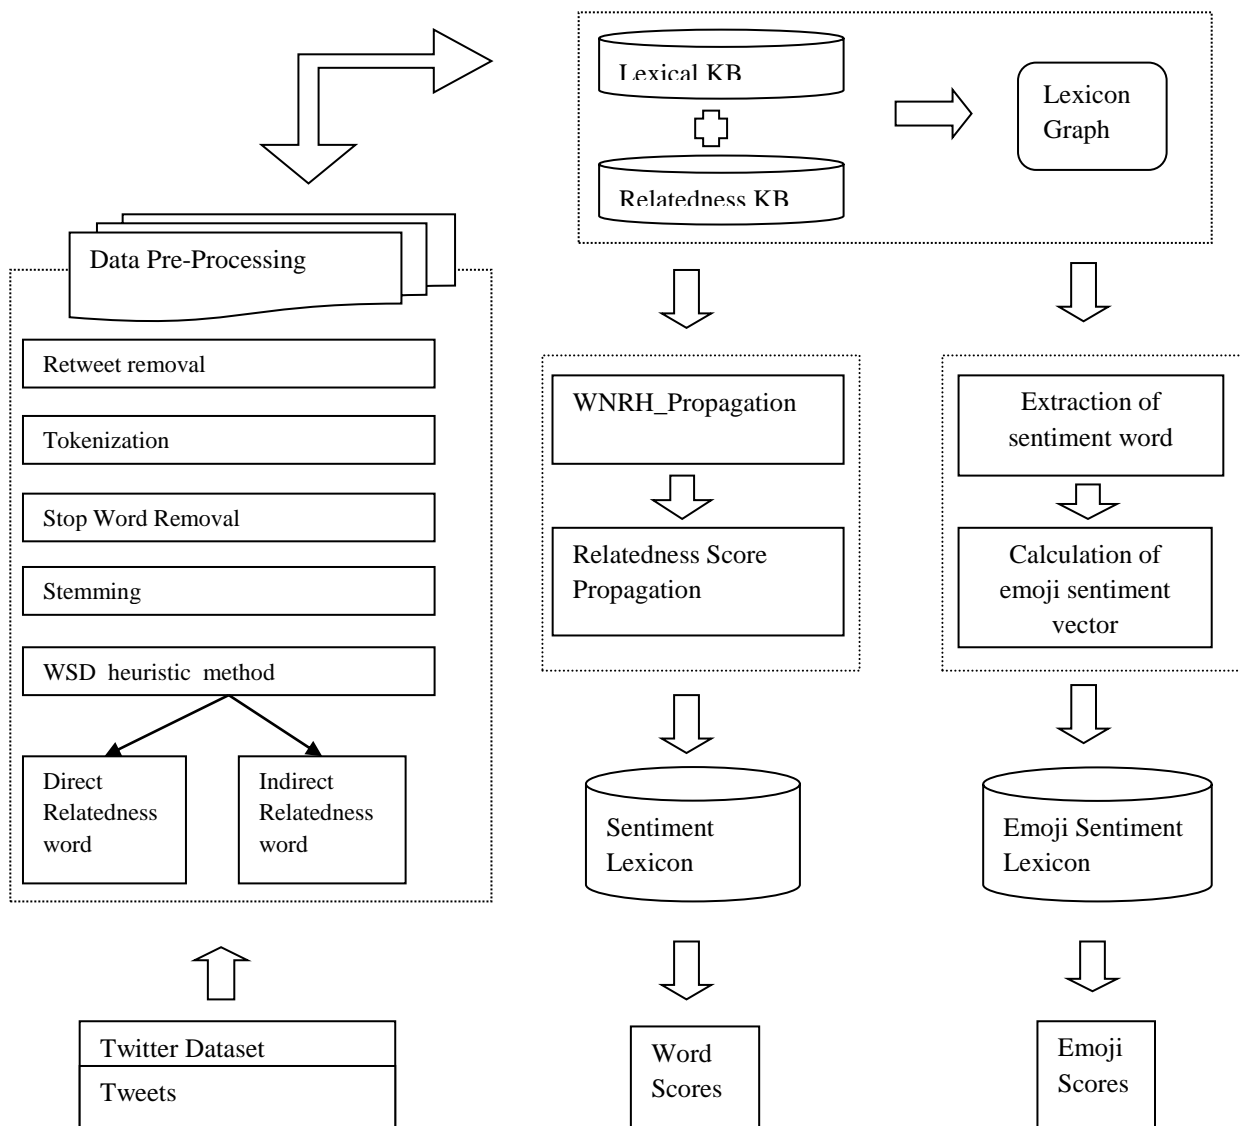 Lexical KB
Relatedness KB
Lexicon
Graph
Data Pre-Processing
Retweet removal
Tokenization
Stop Word Removal
Stemming
WSD heuristic method
Direct
Relatedness
word
Indirect
Relatedness
word
Twitter Dataset
Tweets
WNRH_Propagation
Relatedness Score
Propagation
Sentiment
Lexicon
Word
Scores
Extraction of
sentiment word
Calculation of
emoji sentiment
vector
Emoji Sentiment
Lexicon
Emoji
Scores